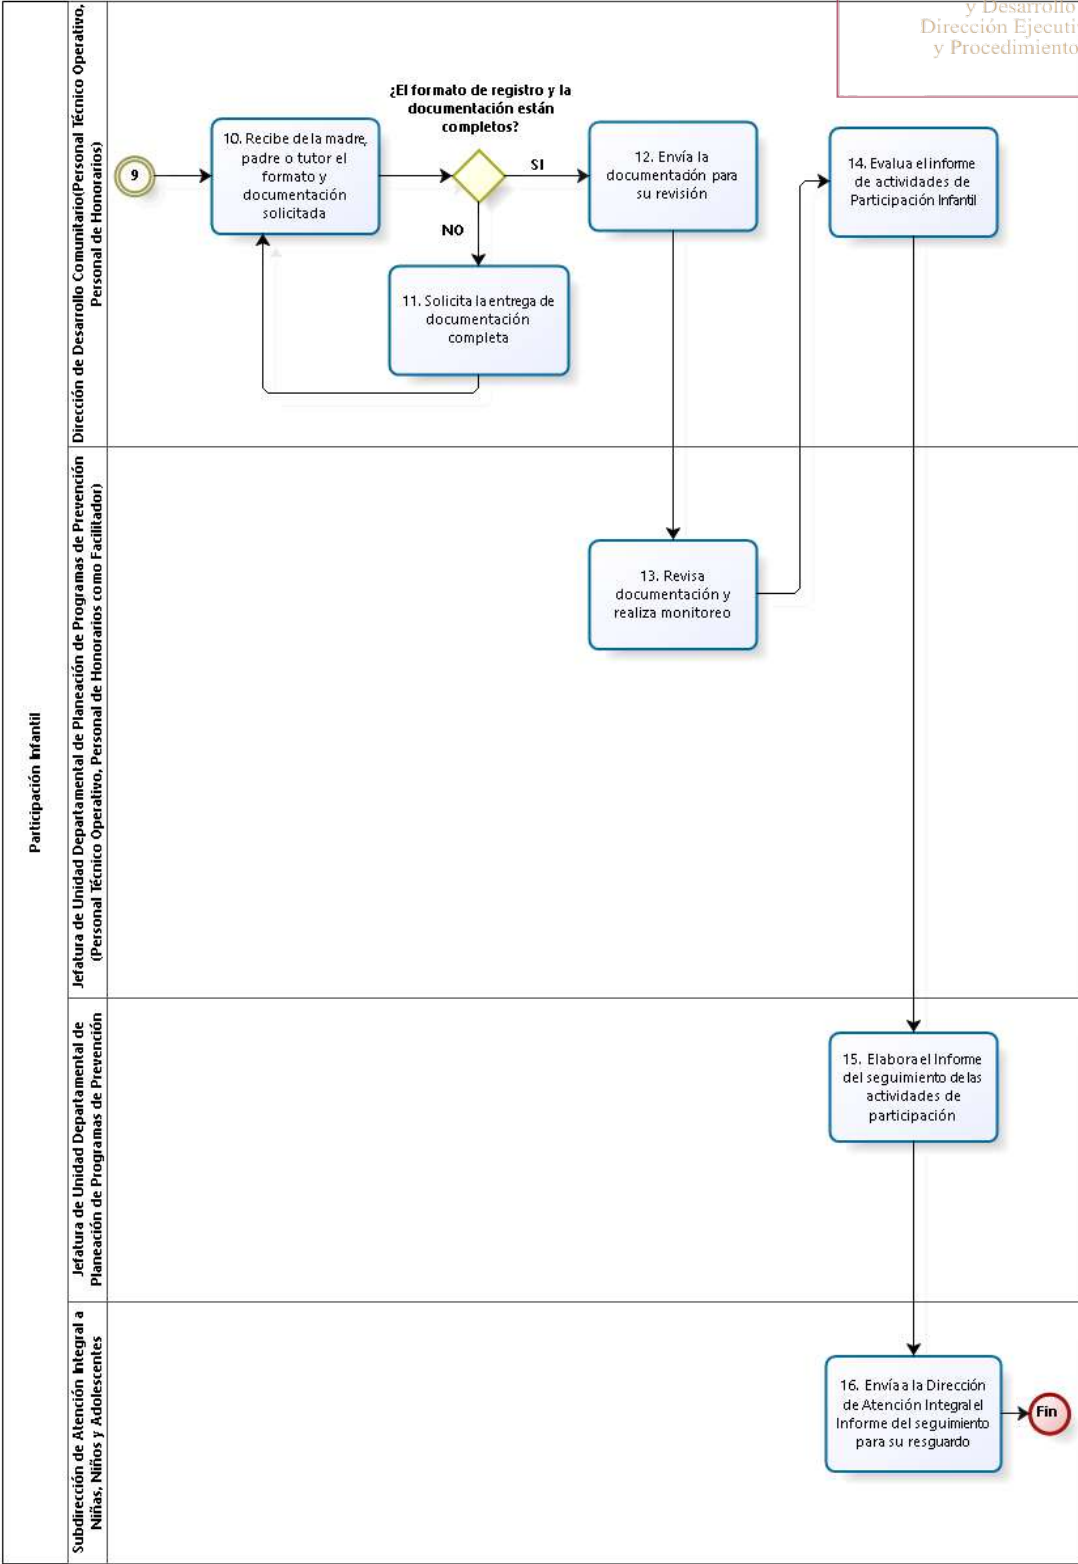 y Desarrollo
Dirección Ejecuti
y Procedimiento
Participación Infantil
Dirección de Desarrollo Comunitario(Personal Técnico Operativo,
Personal de Honorarios)
9
10. Recibe de la madre,
padre o tutor el
formato y
documentación
solicitada
¿El formato de registro y la
documentación están
completos?
SI
NO
11. Solicita la entrega de
documentación
completa
12. Envía la
documentación para
su revisión
14. Evalua el informe
de actividades de
Participación Infantil
Jefatura de Unidad Departamental de Planeación de Programas de Prevención
(Personal Técnico Operativo, Personal de Honorarios como Facilitador)
13. Revisa
documentación y
realiza monitoreo
Jefatura de Unidad Departamental de
Planeación de Programas de Prevención
15. Elabora el Informe
del seguimiento de las
actividades de
participación
Subdirección de Atención Integral a
Niñas, Niños y Adolescentes
16. Envía a la Dirección
de Atención Integral el
Informe del seguimiento
para su resguardo
Fin